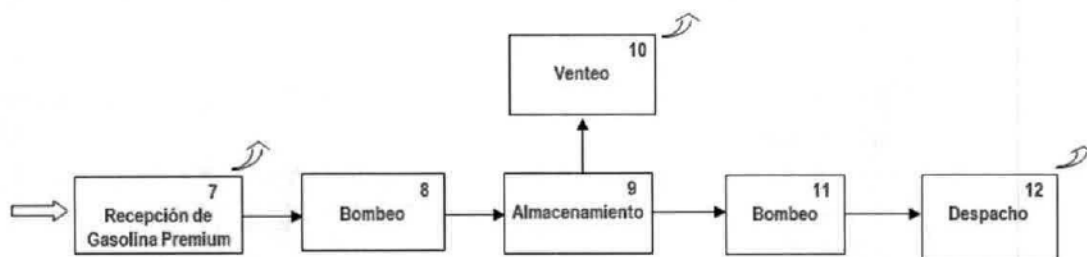 10
Venteo
7
Recepción de
Gasolina Premium
8
Bombeo
9
Almacenamiento
11
Bombeo
12
Despacho